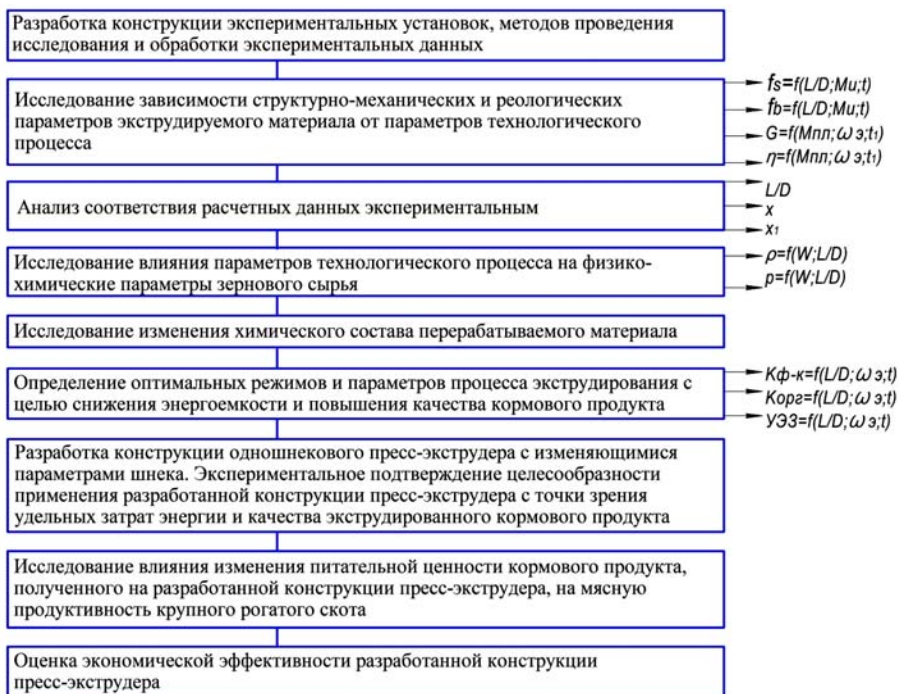 Разработка конструкции экспериментальных установок, методов проведения
исследования и обработки экспериментальных данных
Исследование зависимости структурно-механических и реологических
параметров экструдируемого материала от параметров технологического
процесса
fs=f(L/D;Mu;t)
fb=f(L/D;Mu;t)
G=f(Mпл;ω э;t₁)
η=f(Mпл;ω э;t₁)
Анализ соответствия расчетных данных экспериментальным
L/D
x
x₁
Исследование влияния параметров технологического процесса на физико-
химические параметры зернового сырья
ρ=f(W;L/D)
p=f(W;L/D)
Исследование изменения химического состава перерабатываемого материала
Определение оптимальных режимов и параметров процесса экструдирования с
целью снижения энергоемкости и повышения качества кормового продукта
Кф-к=f(L/D;ω э;t)
Корг=f(L/D;ω э;t)
УЭЗ=f(L/D;ω э;t)
Разработка конструкции одношнекового пресс-экструдера с изменяющимися
параметрами шнека. Экспериментальное подтверждение целесообразности
применения разработанной конструкции пресс-экструдера с точки зрения
удельных затрат энергии и качества экструдированного кормового продукта
Исследование влияния изменения питательной ценности кормового продукта,
полученного на разработанной конструкции пресс-экструдера, на мясную
продуктивность крупного рогатого скота
Оценка экономической эффективности разработанной конструкции
пресс-экструдера